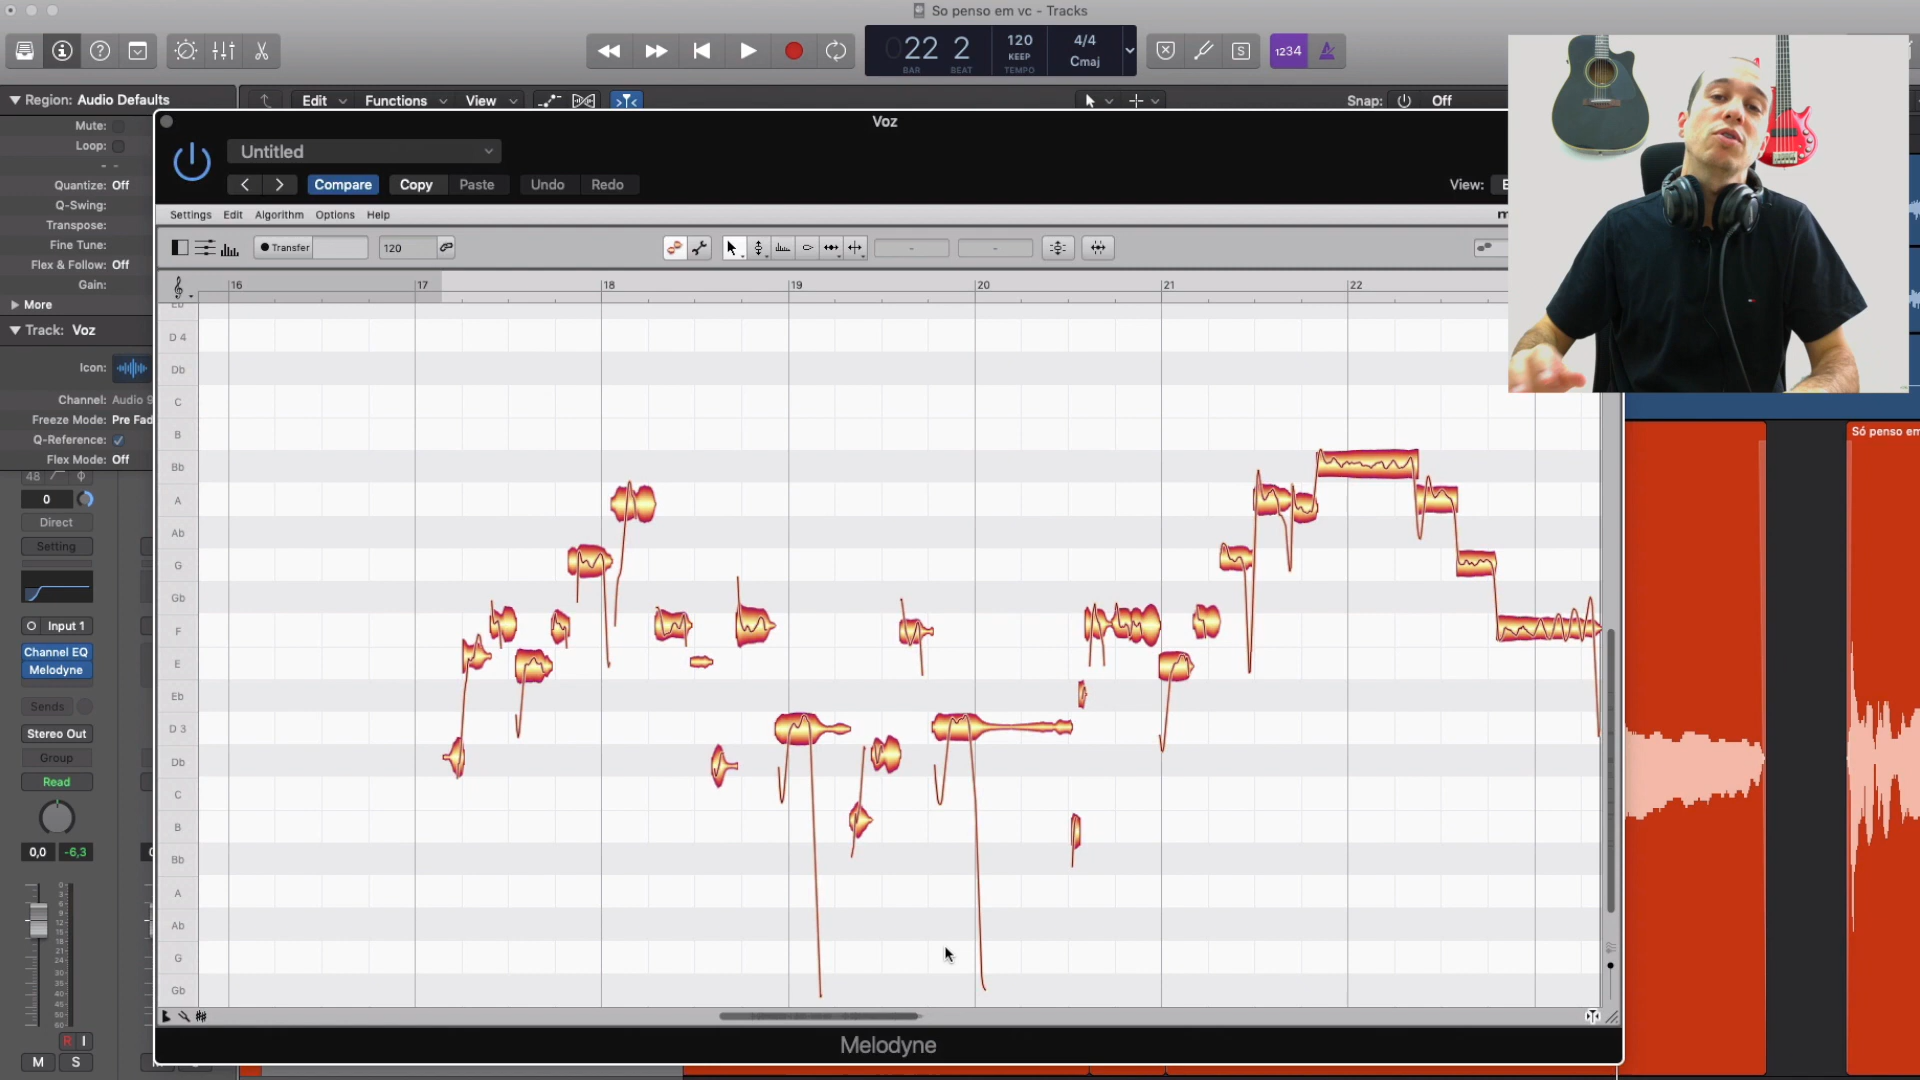 So penso em vc - Tracks
22 2
BAR BEAT
120
KEEP
TEMPO
4/4
Cmaj
S
1234
Region: Audio Defaults
Edit Functions View
Snap: Off
Mute:
Loop:
Quantize: Off
Q-Swing:
Transpose:
Fine Tune:
Flex & Follow: Off
Gain:
More
Track: Voz
Icon:
Channel: Audio 9
Freeze Mode: Pre Fad
Q-Reference:
Flex Mode: Off
48
0
Direct
Setting
Input 1
Channel EQ
Melodyne
Sends
Stereo Out
Group
Read
0,0 -6,3
R I
M S
Voz
Untitled
Compare Copy Paste Undo Redo
View:
Settings Edit Algorithm Options Help
Transfer
120
16 17 18 19 20 21 22
Eb
D 4
Db
C
B
Bb
A
Ab
G
Gb
F
E
Eb
D 3
Db
C
B
Bb
A
Ab
G
Gb
Melodyne
Só penso em